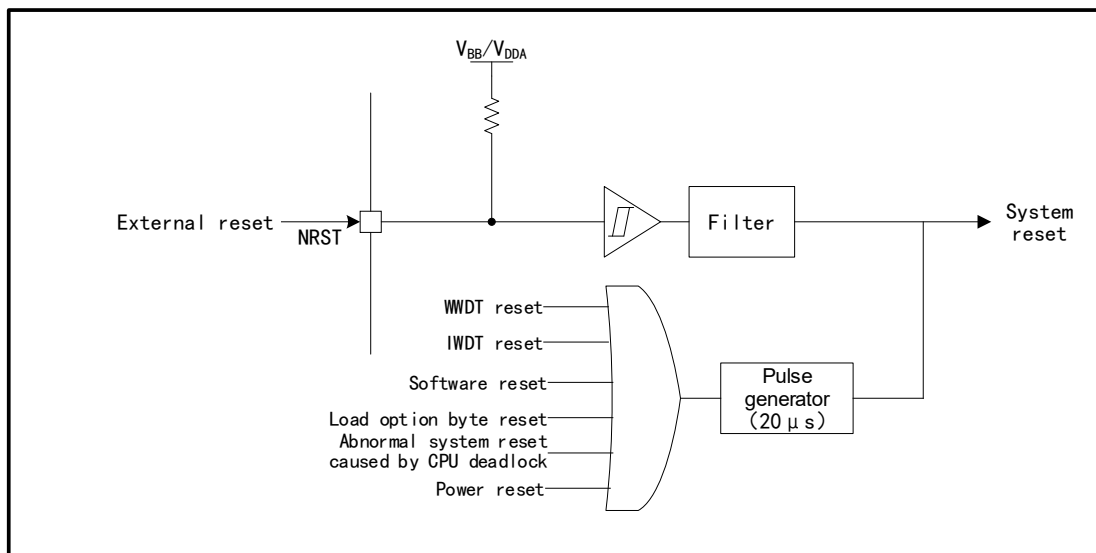 VBB/VDDA
External reset
NRST
Filter
System
reset
WWDT reset
IWDT reset
Software reset
Load option byte reset
Abnormal system reset
caused by CPU deadlock
Power reset
Pulse
generator
(20μs)